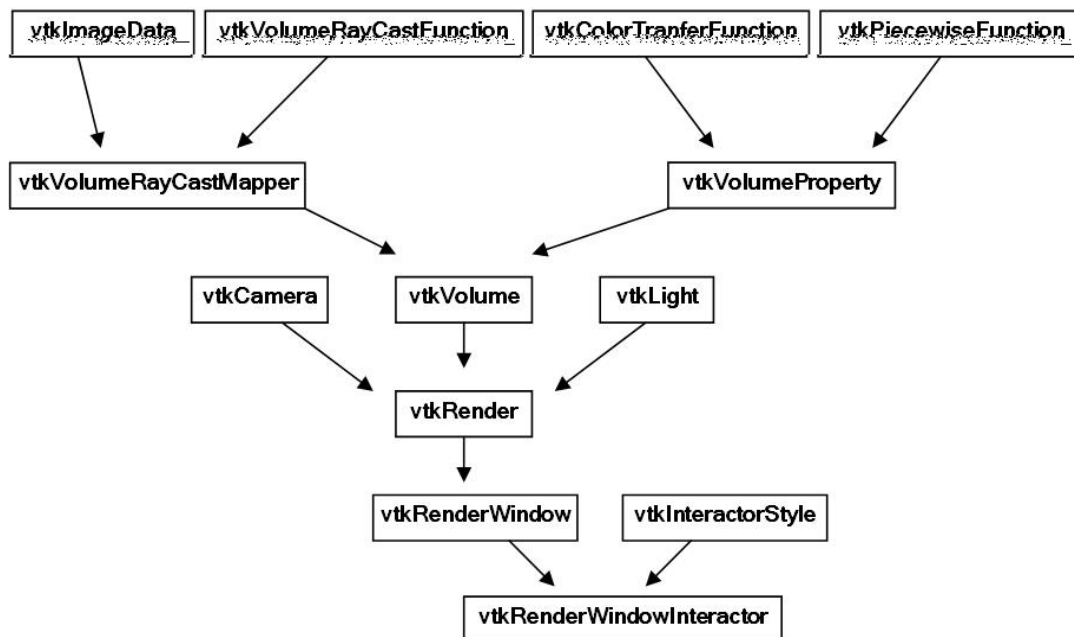 vtkImageData
vtkVolumeRayCastFunction
vtkColorTranferFunction
vtkPiecewiseFunction
vtkVolumeRayCastMapper
vtkVolumeProperty
vtkCamera
vtkVolume
vtkLight
vtkRender
vtkRenderWindow
vtkInteractorStyle
vtkRenderWindowInteractor